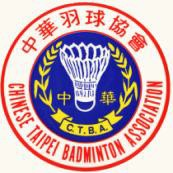 中華羽球協會
中 華
C.T.B.A.
CHINESE TAIPEI BADMINTON ASSOCIATION